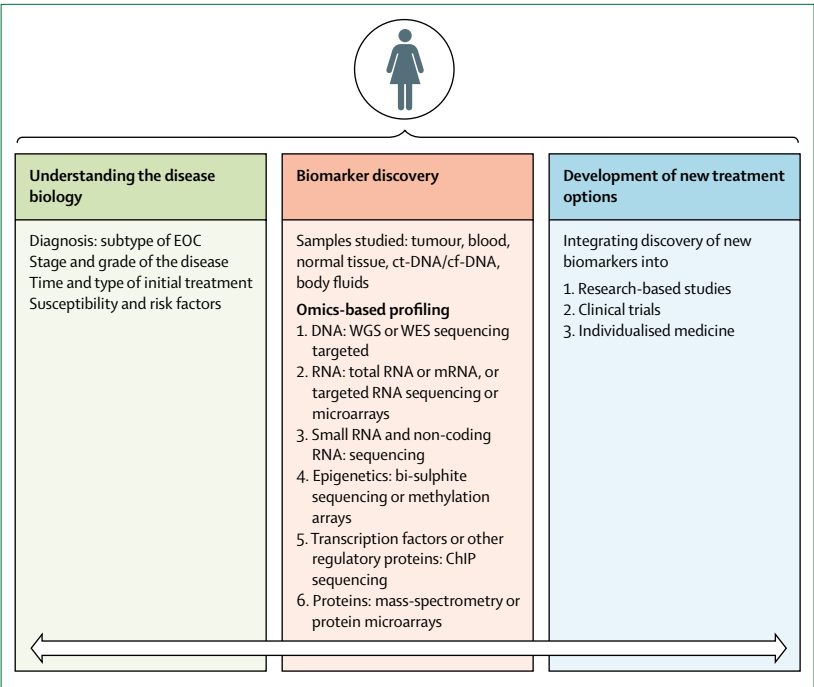 Understanding the disease
biology
Diagnosis: subtype of EOC
Stage and grade of the disease
Time and type of initial treatment
Susceptibility and risk factors
Biomarker discovery
Samples studied: tumour, blood,
normal tissue, ct-DNA/cf-DNA,
body fluids
Omics-based profiling
1. DNA: WGS or WES sequencing
targeted
2. RNA: total RNA or mRNA, or
targeted RNA sequencing or
microarrays
3. Small RNA and non-coding
RNA: sequencing
4. Epigenetics: bi-sulphite
sequencing or methylation
arrays
5. Transcription factors or other
regulatory proteins: ChIP
sequencing
6. Proteins: mass-spectrometry or
protein microarrays
Development of new treatment
options
Integrating discovery of new
biomarkers into
1. Research-based studies
2. Clinical trials
3. Individualised medicine